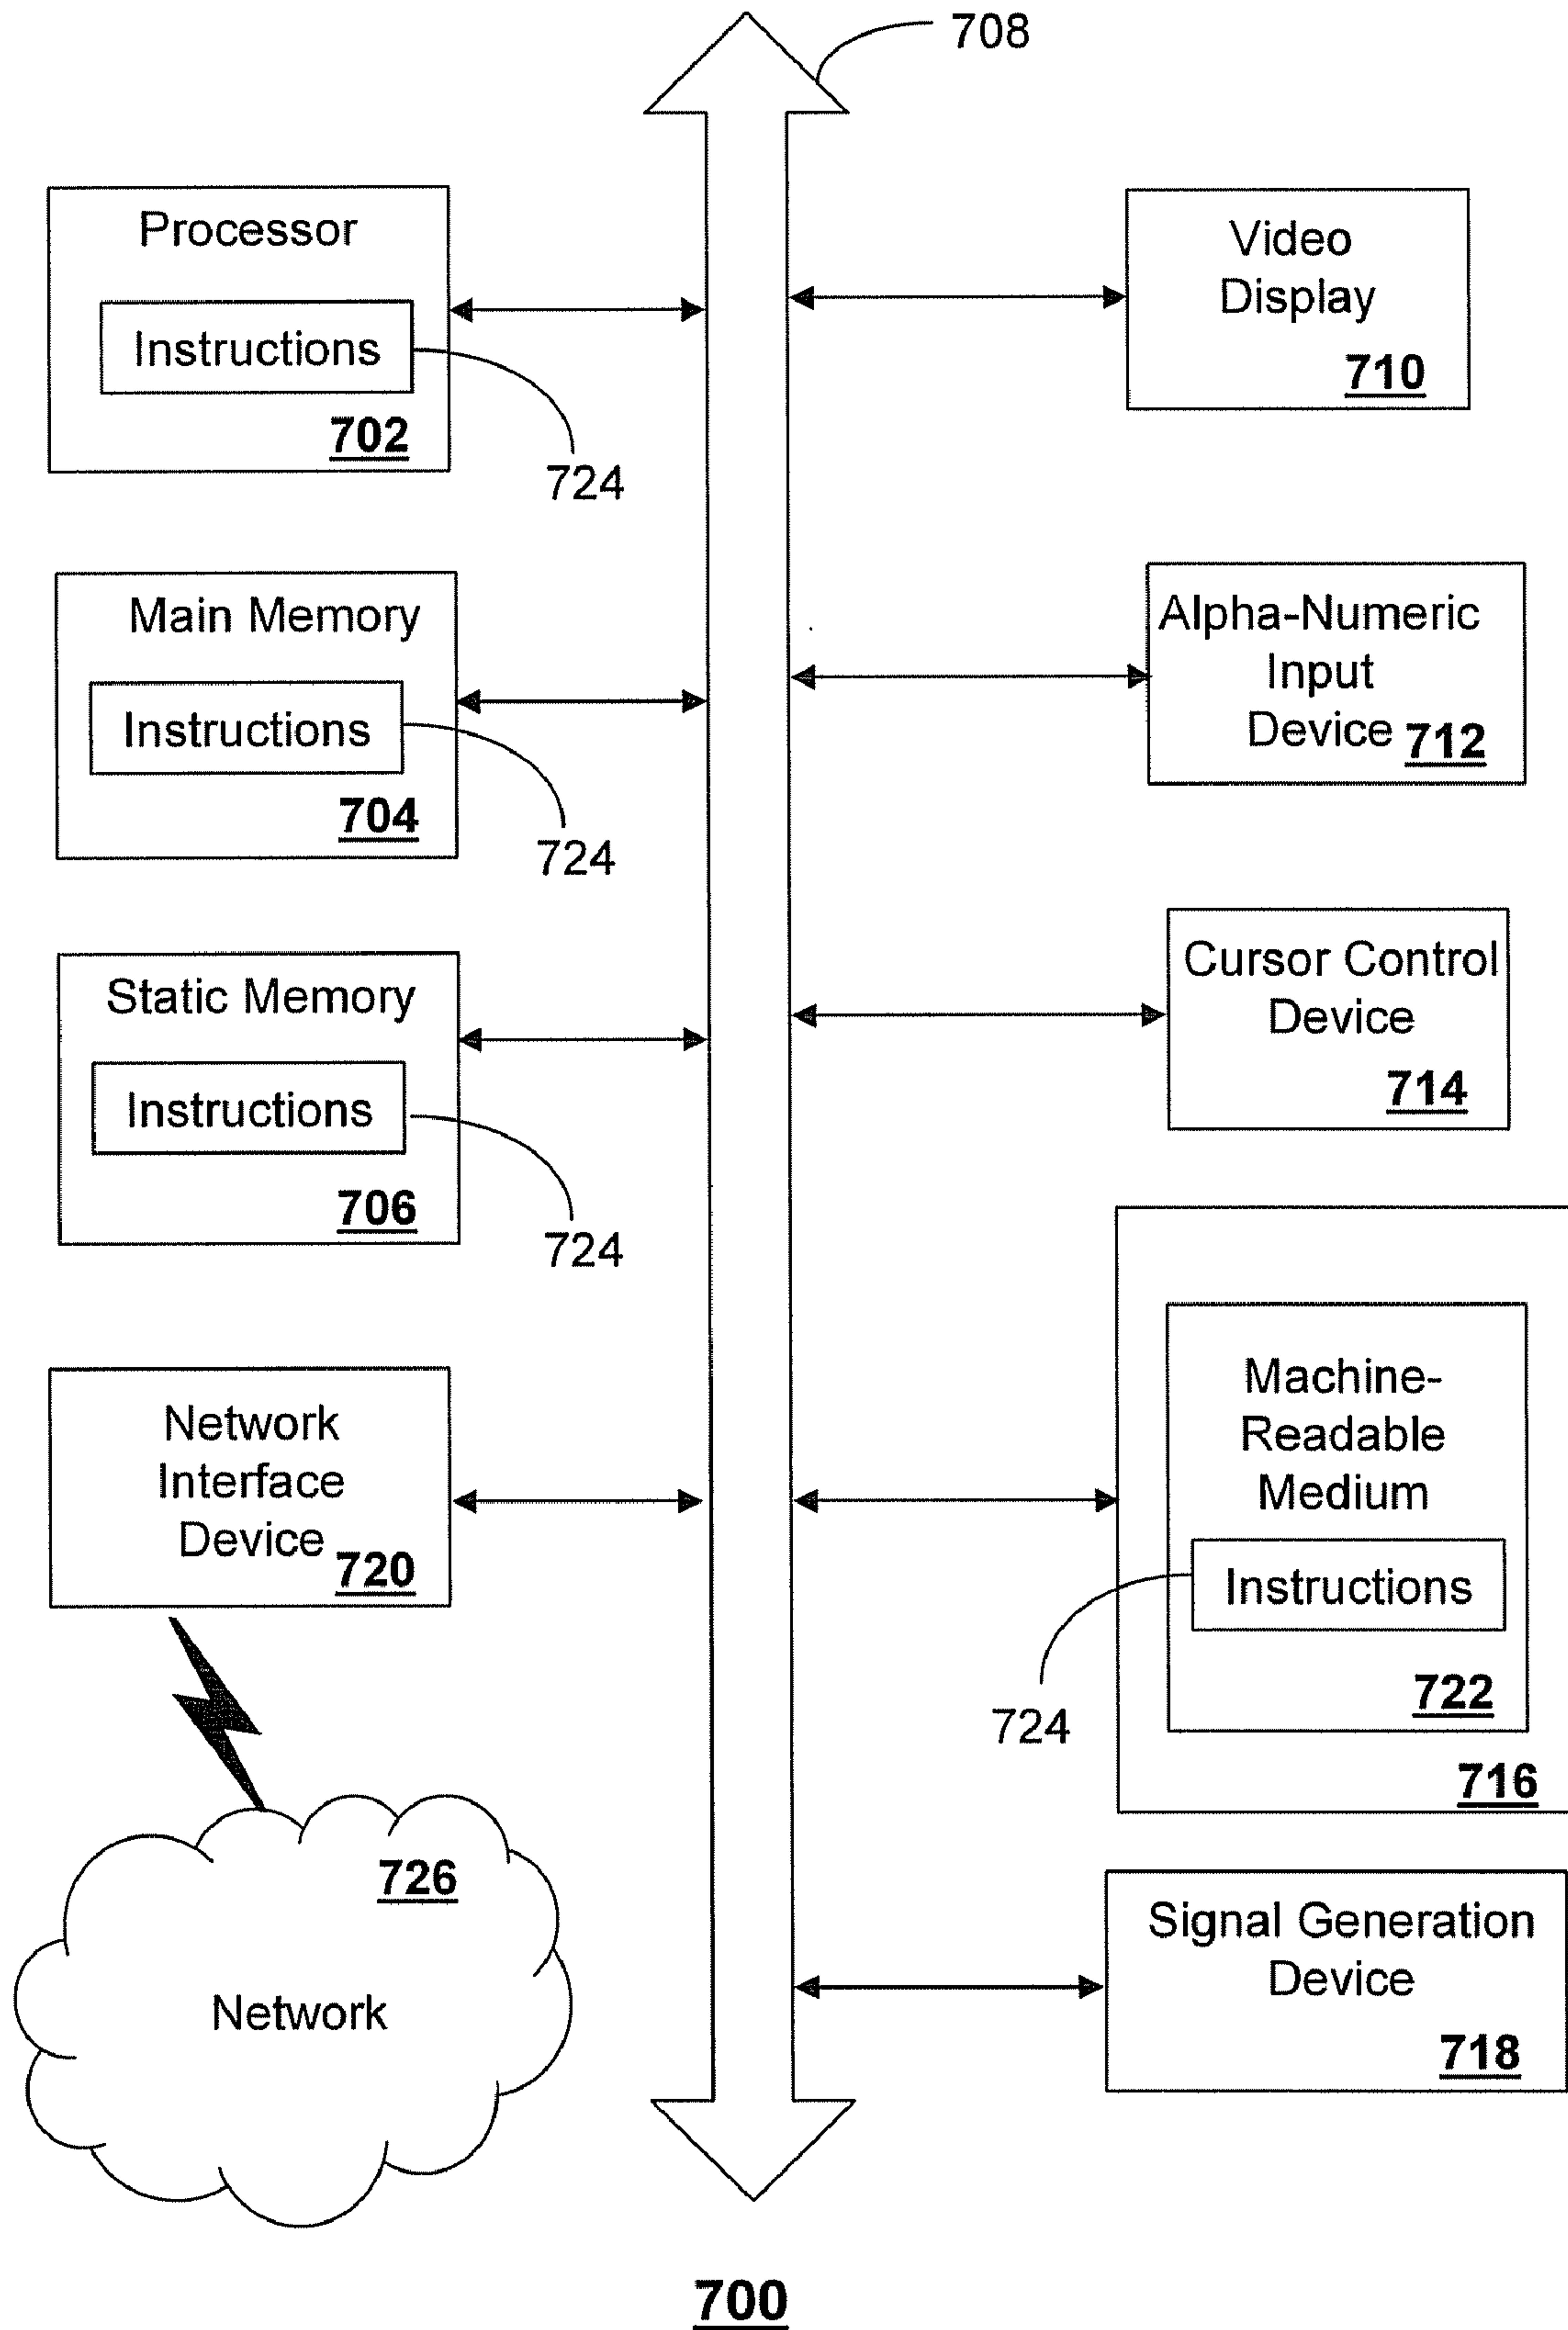 708
Processor
Instructions
702
724
Main Memory
Instructions
704
724
Static Memory
Instructions
706
724
Network
Interface
Device
720
726
Network
Video
Display
710
Alpha-Numeric
Input
Device
712
Cursor Control
Device
714
Machine-
Readable
Medium
Instructions
724
722
716
Signal Generation
Device
718
700